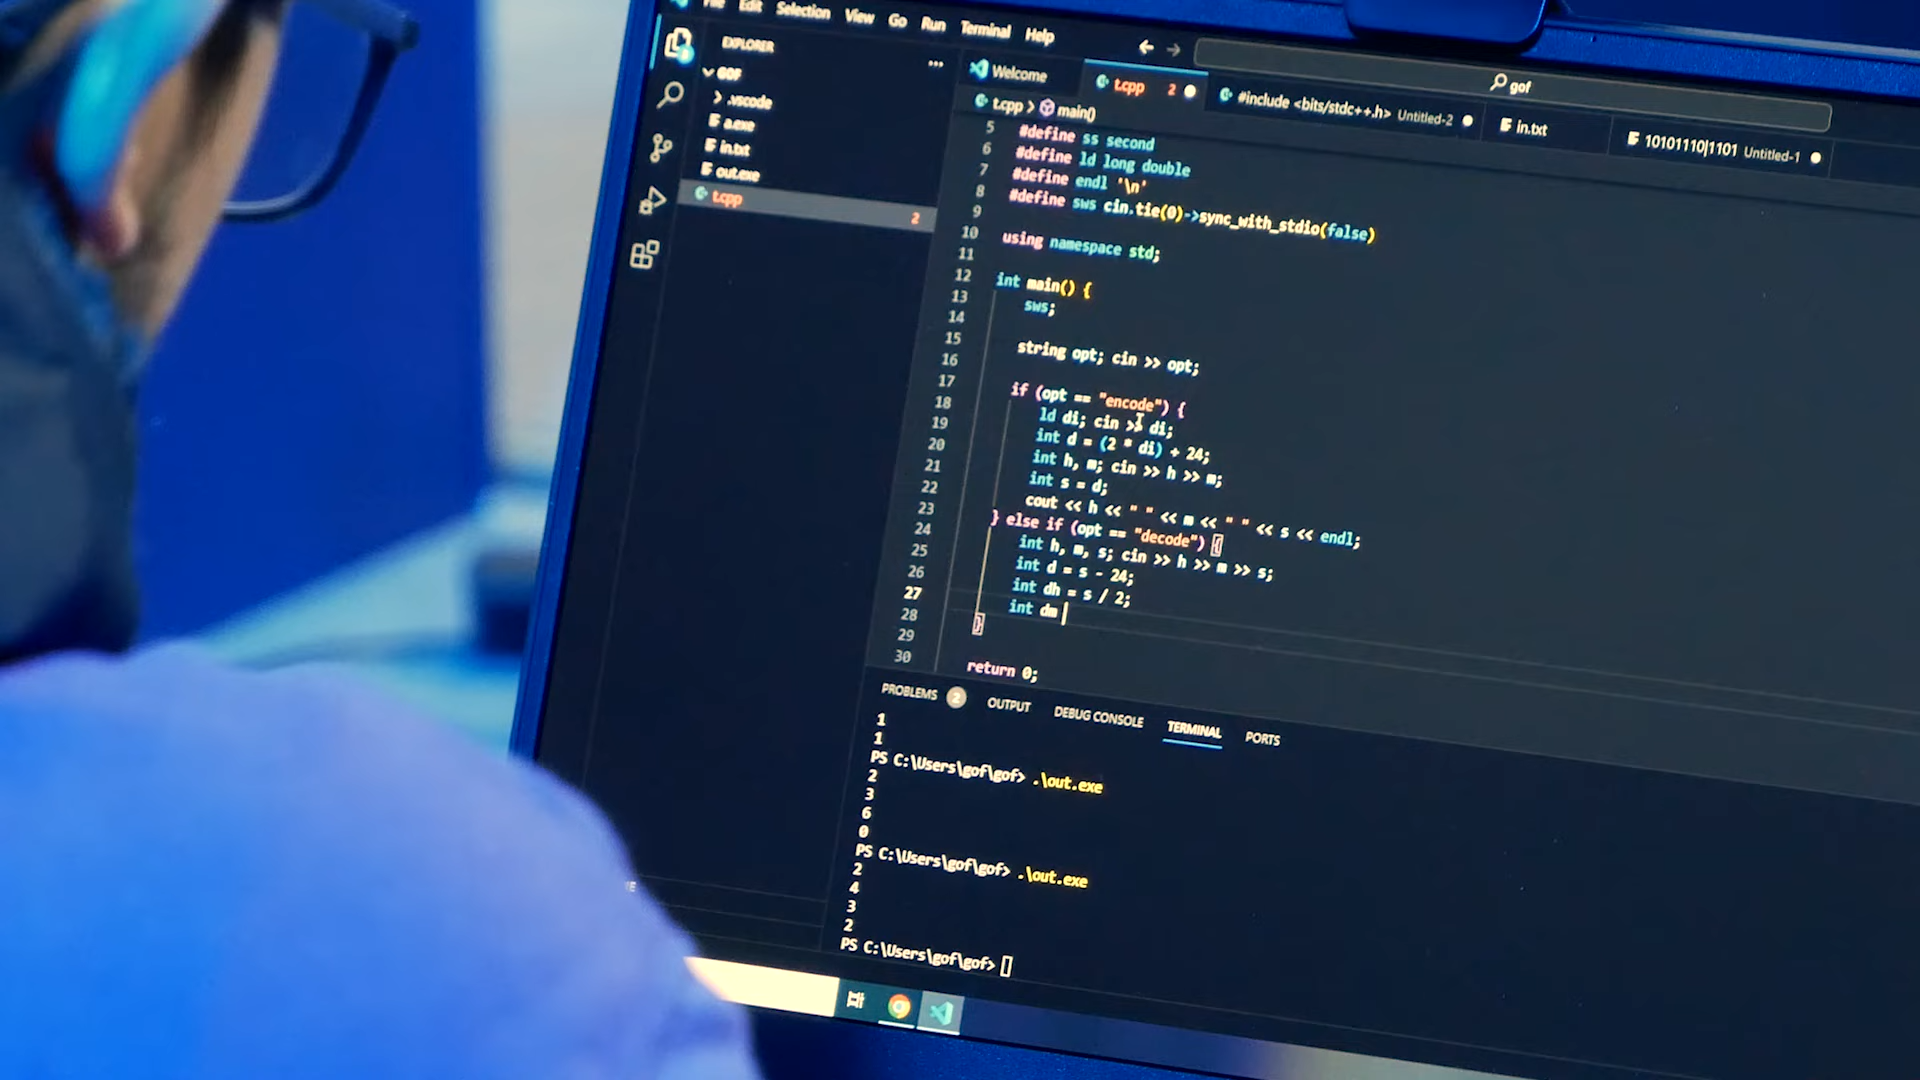 File Edit Selection View Go Run Terminal Help
gof
EXPLORER
GOF
.vscode
a.exe
in.txt
out.exe
t.cpp 2
Welcome
t.cpp 2
#include <bits/stdc++.h> Untitled-2
in.txt
10101110|1101 Untitled-1
t.cpp > main()
5 #define ss second
6 #define ld long double
7 #define endl '\n'
8 #define sws cin.tie(0)->sync_with_stdio(false)
9
10 using namespace std;
11
12 int main() {
13 sws;
14
15 string opt; cin >> opt;
16
17 if (opt == "encode") {
18 ld di; cin >> di;
19 int d = (2 * di) + 24;
20 int h, m; cin >> h >> m;
21 int s = d;
22 cout << h << " " << m << " " << s << endl;
23 } else if (opt == "decode") {
24 int h, m, s; cin >> h >> m >> s;
25 int d = s - 24;
26 int dh = s / 2;
27 int dm
28 }
29
30 return 0;
PROBLEMS 2 OUTPUT DEBUG CONSOLE TERMINAL PORTS
1
1
PS C:\Users\gof\gof> .\out.exe
2
3
6
0
PS C:\Users\gof\gof> .\out.exe
2
4
3
2
PS C:\Users\gof\gof>